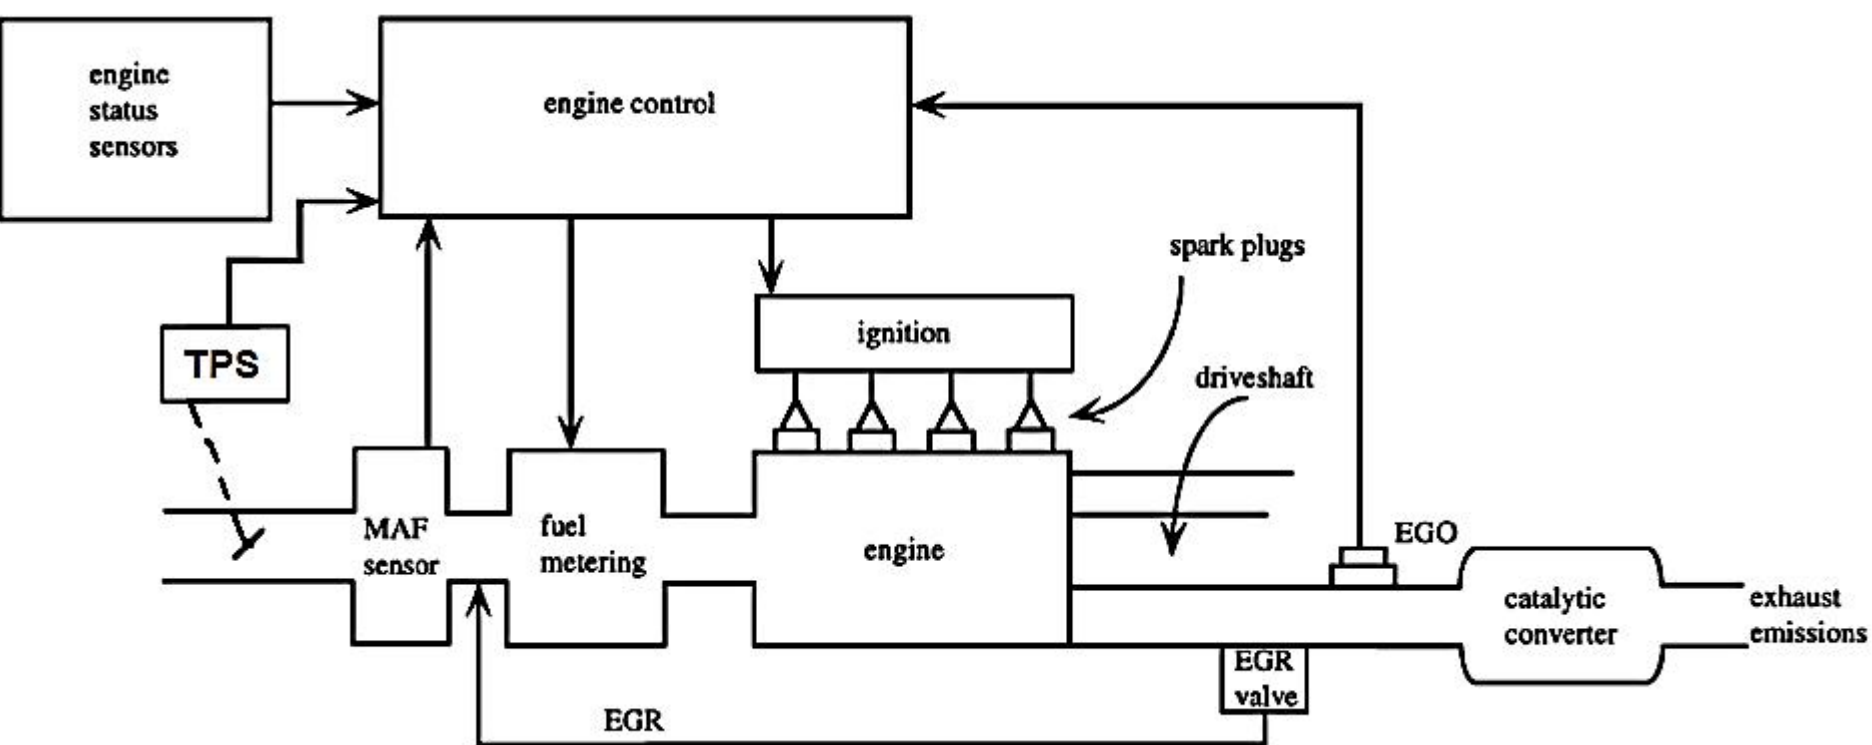 engine
status
sensors
engine control
spark plugs
ignition
TPS
driveshaft
MAF
sensor
fuel
metering
engine
EGO
catalytic
converter
exhaust
emissions
EGR
valve
EGR